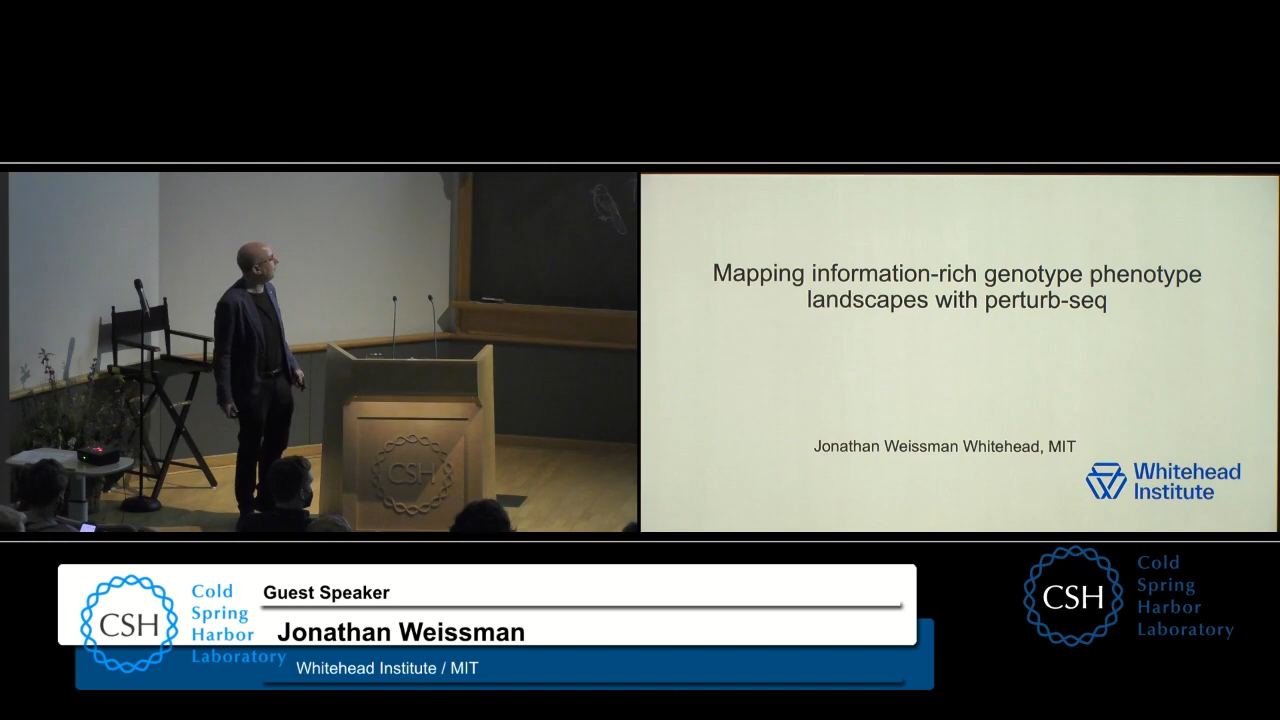 Mapping information-rich genotype phenotype
landscapes with perturb-seq
Jonathan Weissman Whitehead, MIT
Whitehead
Institute
CSH
CSH
Cold
Spring
Harbor
Laboratory
Guest Speaker
Jonathan Weissman
Whitehead Institute / MIT
CSH
Cold
Spring
Harbor
Laboratory